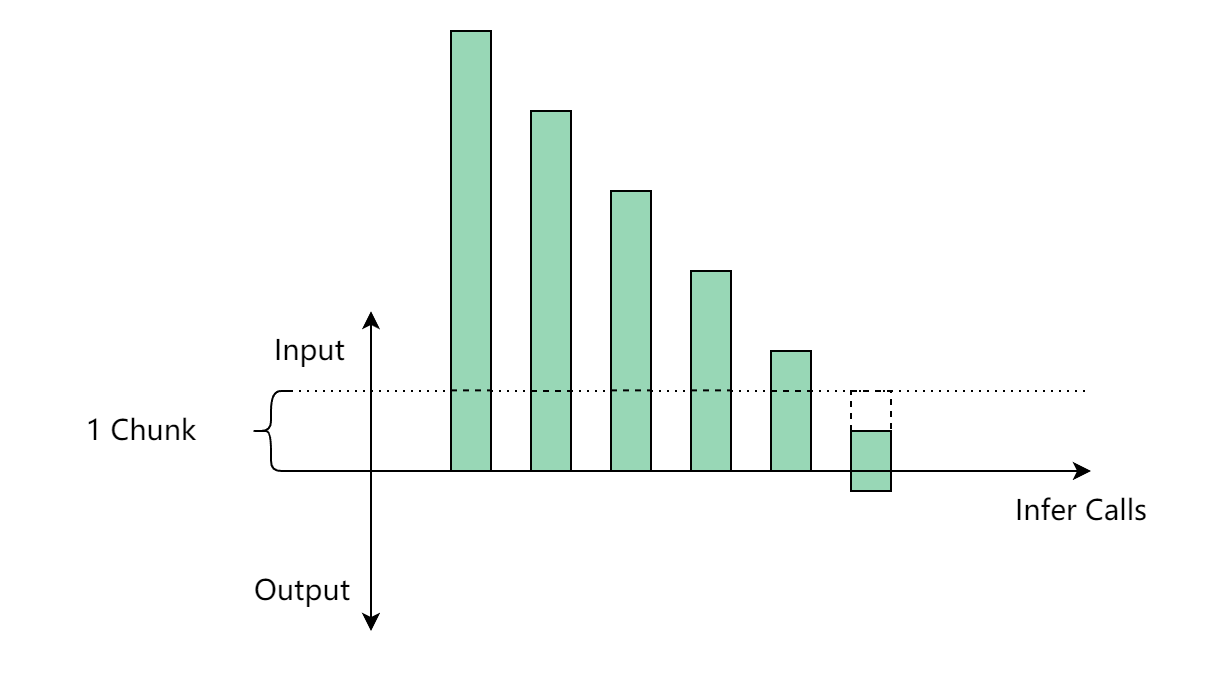 Input
1 Chunk
Infer Calls
Output